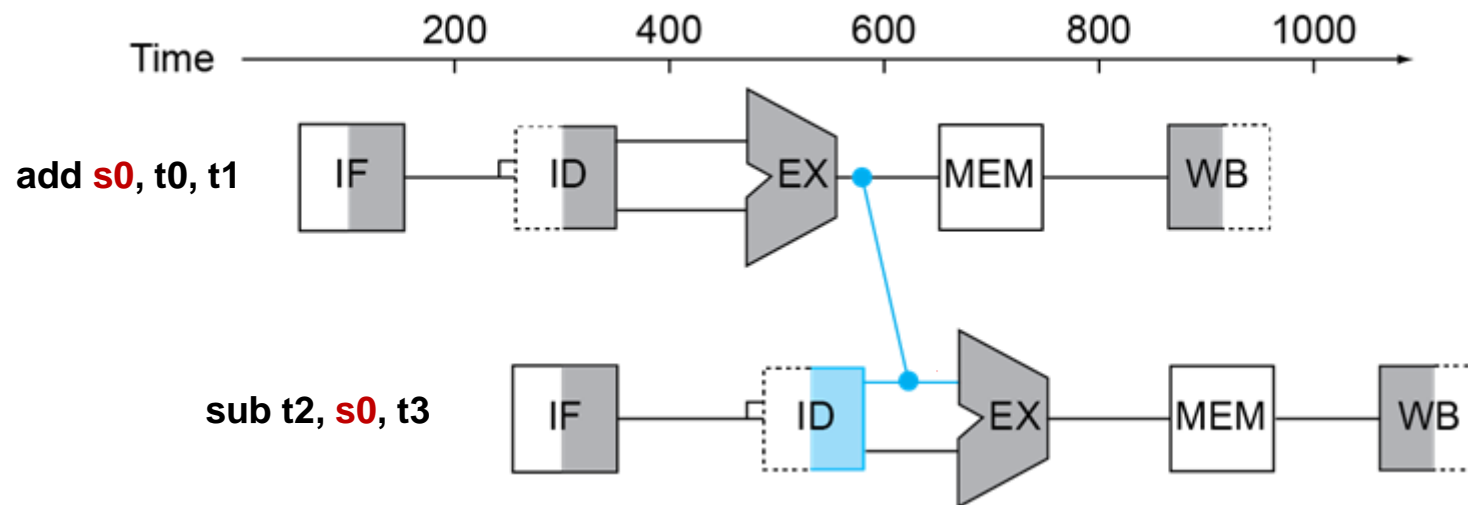 200 400 600 800 1000
Time
add s0, t0, t1 IF ID EX MEM WB
sub t2, s0, t3 IF ID EX MEM WB